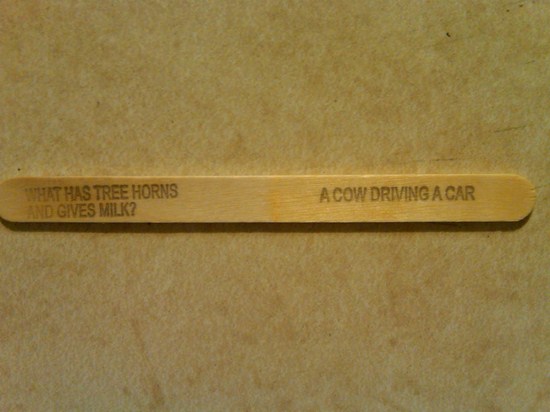 WHAT HAS TREE HORNS
AND GIVES MILK?
A COW DRIVING A CAR